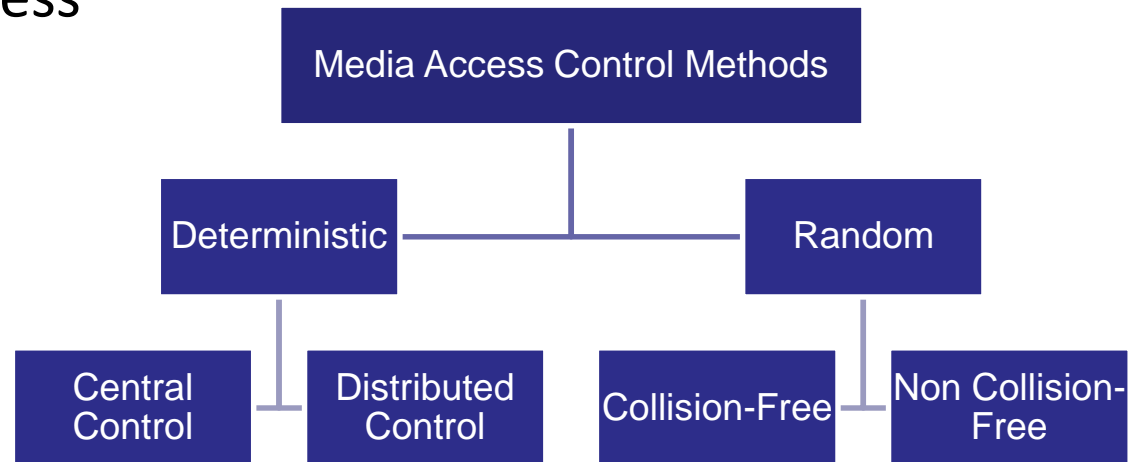 ess
Media Access Control Methods
Deterministic
Random
Central
Control
Distributed
Control
Collision-Free
Non Collision-
Free